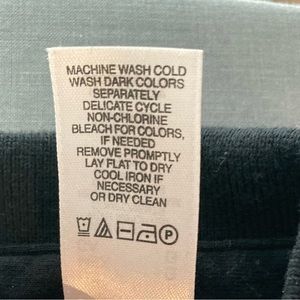 MACHINE WASH COLD
WASH DARK COLORS
SEPARATELY
DELICATE CYCLE
NON-CHLORINE
BLEACH FOR COLORS,
IF NEEDED
REMOVE PROMPTLY
LAY FLAT TO DRY
COOL IRON IF
NECESSARY
OR DRY CLEAN